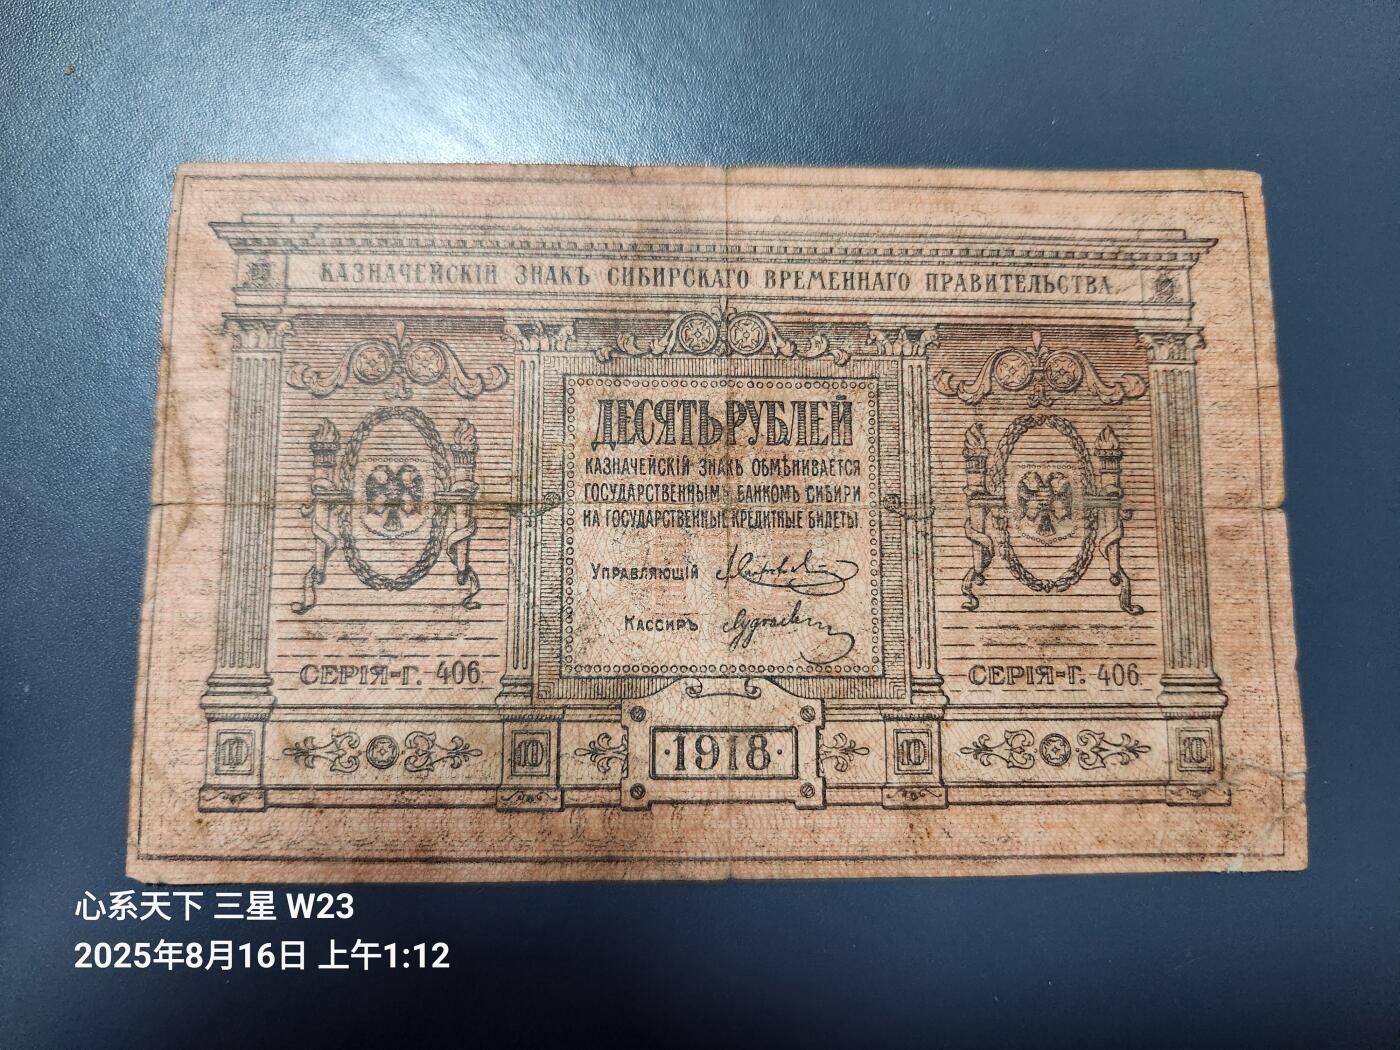 КАЗНАЧЕЙСКІЙ ЗНАКЪ СИБИРСКАГО ВРЕМЕННАГО ПРАВИТЕЛЬСТВА.
ДЕСЯТЬ РУБЛЕЙ
КАЗНАЧЕЙСКІЙ ЗНАКЪ ОБМѢНИВАЕТСЯ
ГОСУДАРСТВЕННЫМЪ БАНКОМЪ СИБИРИ
НА ГОСУДАРСТВЕННЫЕ КРЕДИТНЫЕ БИЛЕТЫ
УПРАВЛЯЮЩІЙ
КАССИРЪ
СЕРІЯ-Г. 406 СЕРІЯ-Г. 406
10 10 ·1918· 10 10
心系天下 三星 W23
2025年8月16日 上午1:12